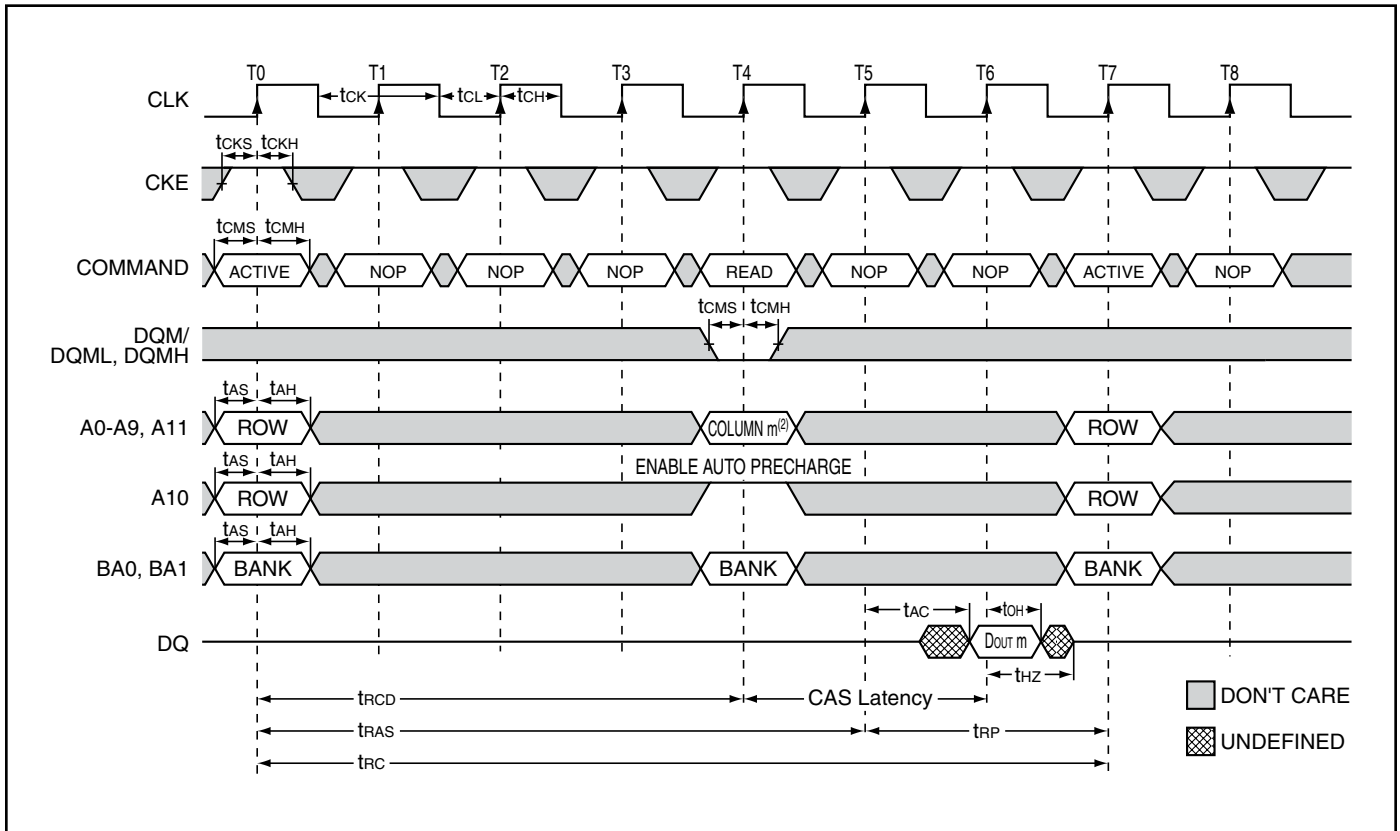 T0 T1 T2 T3 T4 T5 T6 T7 T8
CLK
tCK tCL tCH
tCKS tCKH
CKE
tCMS tCMH
COMMAND ACTIVE NOP NOP NOP READ NOP NOP ACTIVE NOP
tCMS tCMH
DQM/
DQML, DQMH
tAS tAH
A0-A9, A11 ROW COLUMN m(2) ROW
tAS tAH ENABLE AUTO PRECHARGE
A10 ROW ROW
tAS tAH
BA0, BA1 BANK BANK BANK
tAC tOH
DQ DOUT m
tHZ
tRCD CAS Latency
tRAS tRP
tRC
DON'T CARE
UNDEFINED